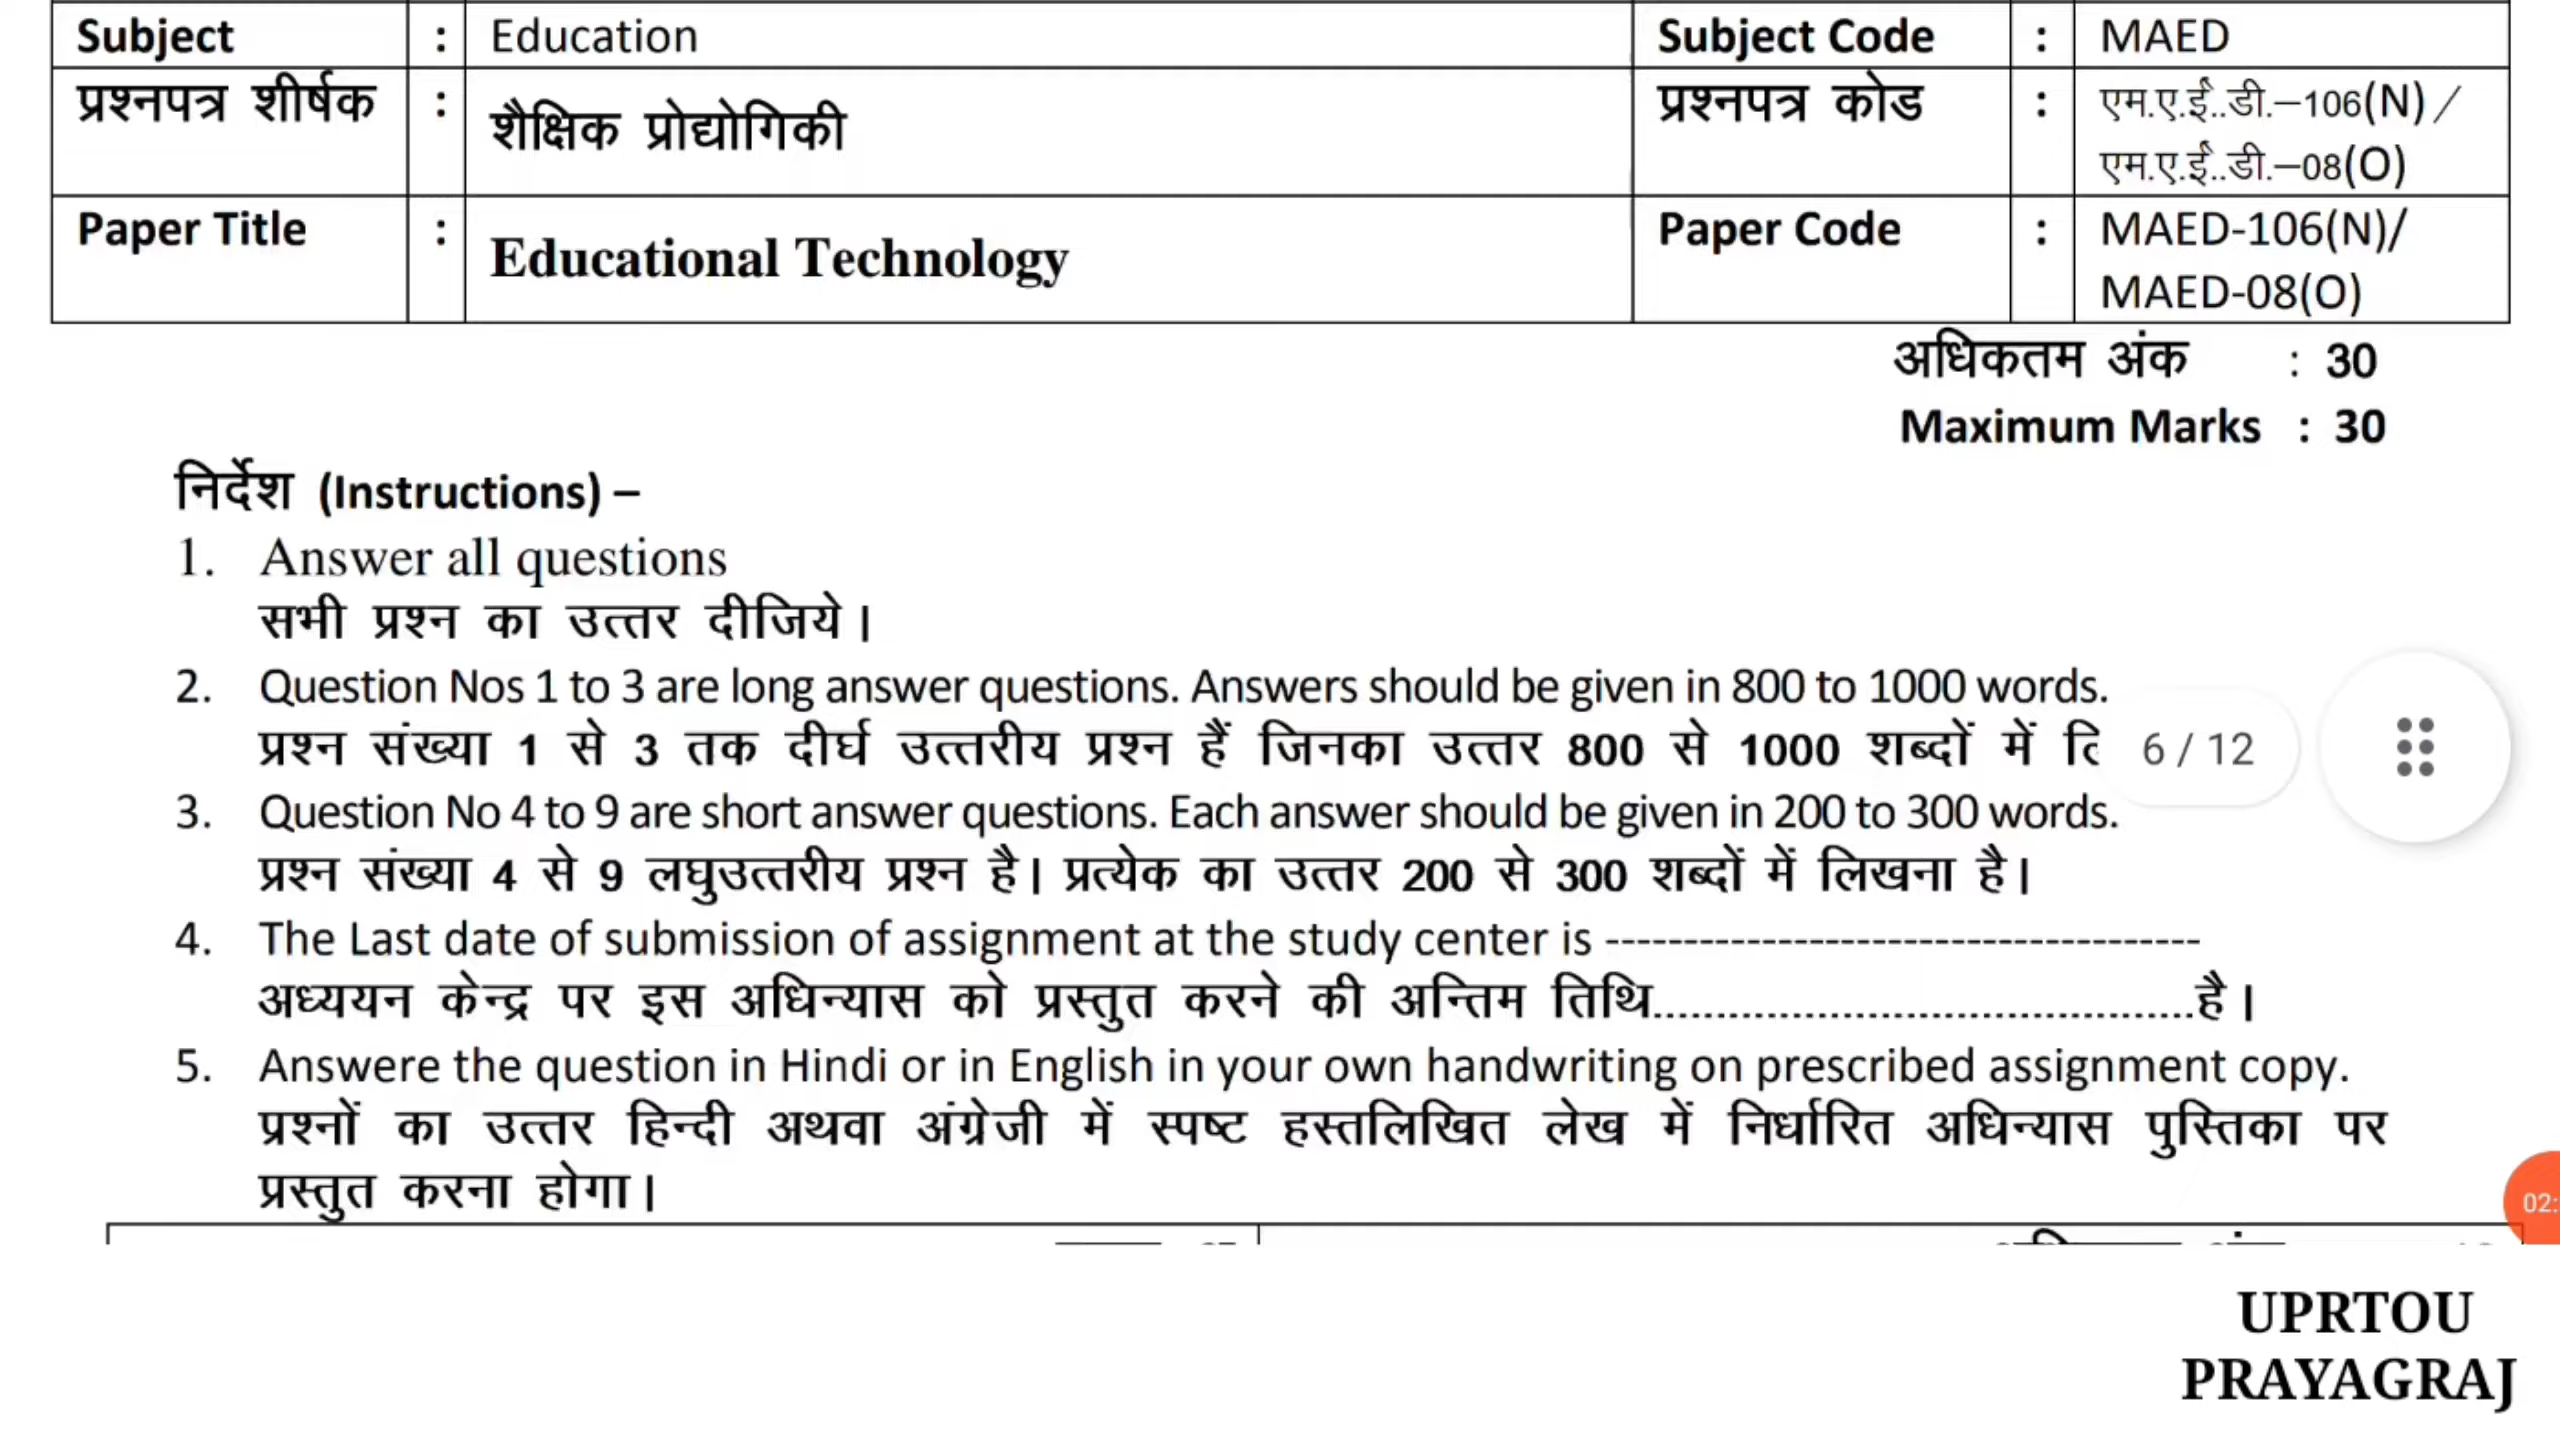 Subject : Education Subject Code : MAED
प्रश्नपत्र शीर्षक : शैक्षिक प्रोद्योगिकी प्रश्नपत्र कोड : एम.ए.ई..डी.–106(N) /
एम.ए.ई..डी.–08(O)
Paper Title : Educational Technology Paper Code : MAED-106(N)/
MAED-08(O)
अधिकतम अंक : 30
Maximum Marks : 30
निर्देश (Instructions) –
1. Answer all questions
सभी प्रश्न का उत्तर दीजिये।
2. Question Nos 1 to 3 are long answer questions. Answers should be given in 800 to 1000 words.
प्रश्न संख्या 1 से 3 तक दीर्घ उत्तरीय प्रश्न हैं जिनका उत्तर 800 से 1000 शब्दों में
6 / 12
3. Question No 4 to 9 are short answer questions. Each answer should be given in 200 to 300 words.
प्रश्न संख्या 4 से 9 लघुउत्तरीय प्रश्न है। प्रत्येक का उत्तर 200 से 300 शब्दों में लिखना है।
4. The Last date of submission of assignment at the study center is --------------------------------------
अध्ययन केन्द्र पर इस अधिन्यास को प्रस्तुत करने की अन्तिम तिथि...........................................है।
5. Answere the question in Hindi or in English in your own handwriting on prescribed assignment copy.
प्रश्नों का उत्तर हिन्दी अथवा अंग्रेजी में स्पष्ट हस्तलिखित लेख में निर्धारित अधिन्यास पुस्तिका पर
प्रस्तुत करना होगा।
02:
UPRTOU
PRAYAGRAJ